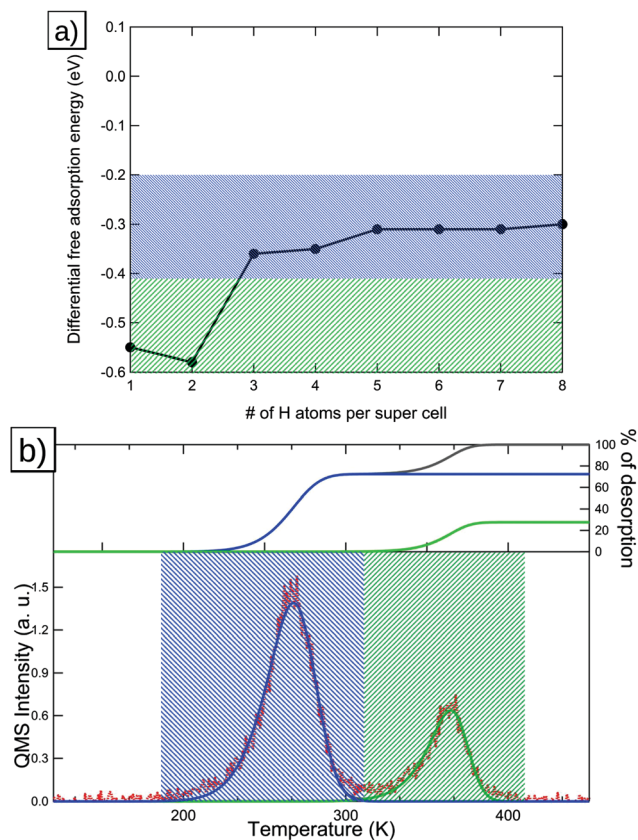 a)
Differential free adsorption energy (eV)
0.1
0.0
-0.1
-0.2
-0.3
-0.4
-0.5
-0.6
1 2 3 4 5 6 7 8
# of H atoms per super cell
b)
100
80
60
40
20
0
% of desorption
QMS Intensity (a. u.)
1.5
1.2
0.9
0.6
0.3
0.0
200 300 400
Temperature (K)